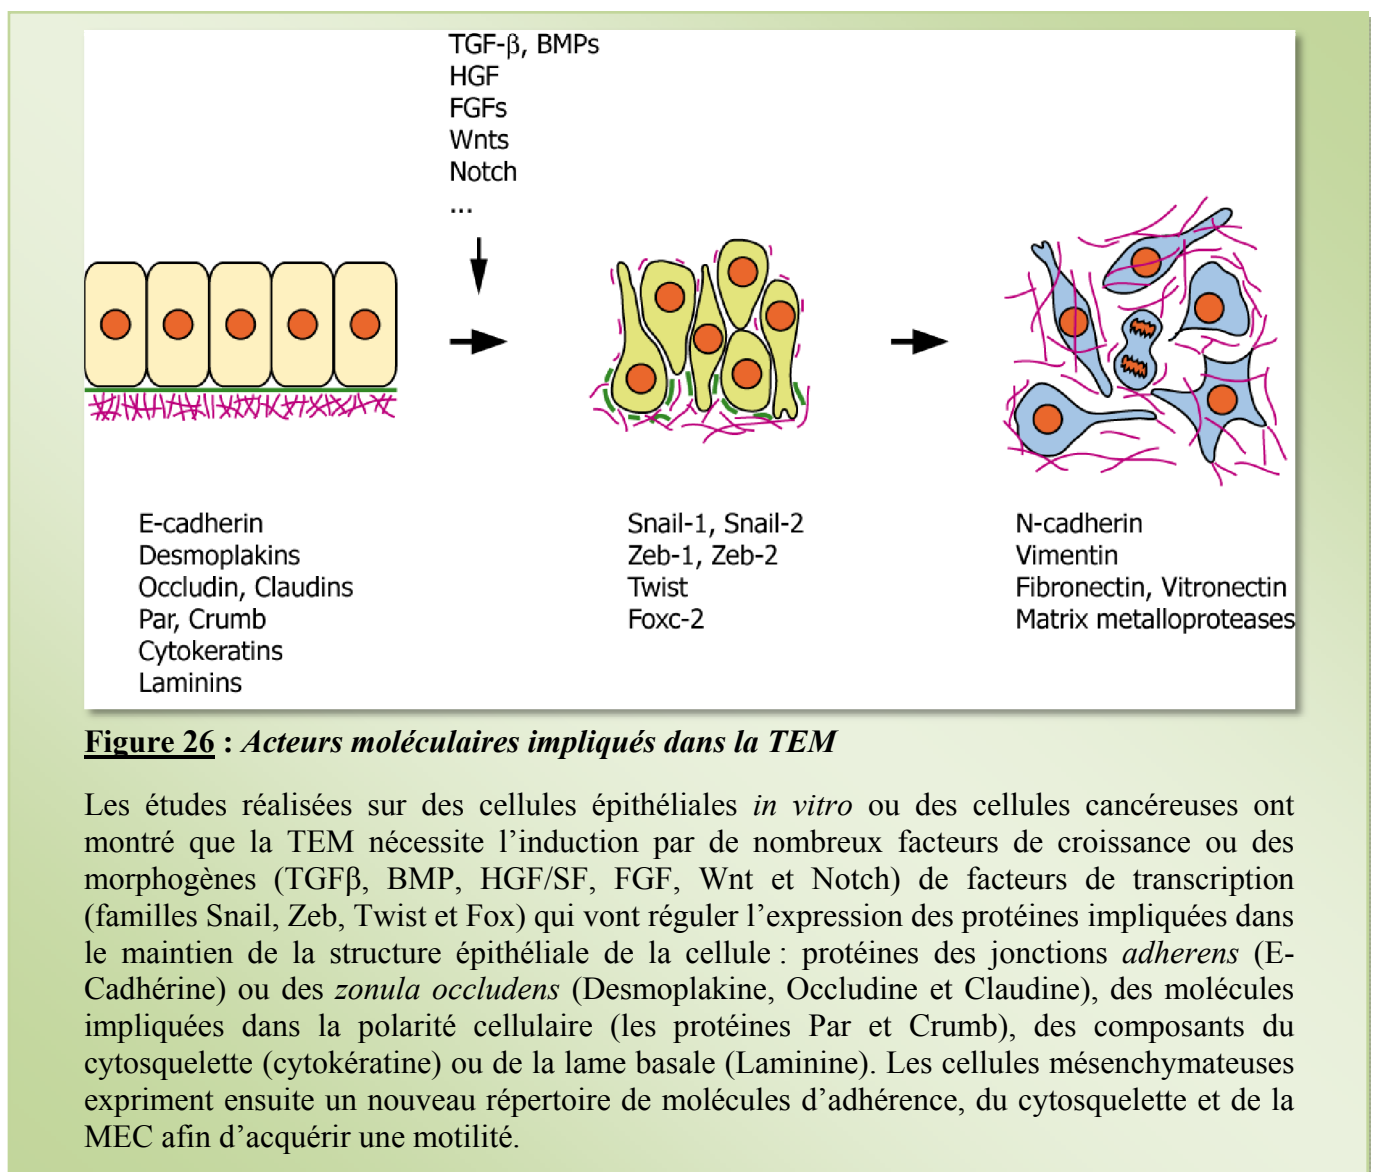 TGF-β, BMPs
HGF
FGFs
Wnts
Notch
...
E-cadherin
Desmoplakins
Occludin, Claudins
Par, Crumb
Cytokeratins
Laminins
Snail-1, Snail-2
Zeb-1, Zeb-2
Twist
Foxc-2
N-cadherin
Vimentin
Fibronectin, Vitronectin
Matrix metalloproteases
Figure 26 : Acteurs moléculaires impliqués dans la TEM
Les études réalisées sur des cellules épithéliales in vitro ou des cellules cancéreuses ont
montré que la TEM nécessite l’induction par de nombreux facteurs de croissance ou des
morphogènes (TGFβ, BMP, HGF/SF, FGF, Wnt et Notch) de facteurs de transcription
(familles Snail, Zeb, Twist et Fox) qui vont réguler l’expression des protéines impliquées dans
le maintien de la structure épithéliale de la cellule : protéines des jonctions adherens (E-
Cadhérine) ou des zonula occludens (Desmoplakine, Occludine et Claudine), des molécules
impliquées dans la polarité cellulaire (les protéines Par et Crumb), des composants du
cytosquelette (cytokératine) ou de la lame basale (Laminine). Les cellules mésenchymateuses
expriment ensuite un nouveau répertoire de molécules d’adhérence, du cytosquelette et de la
MEC afin d’acquérir une motilité.